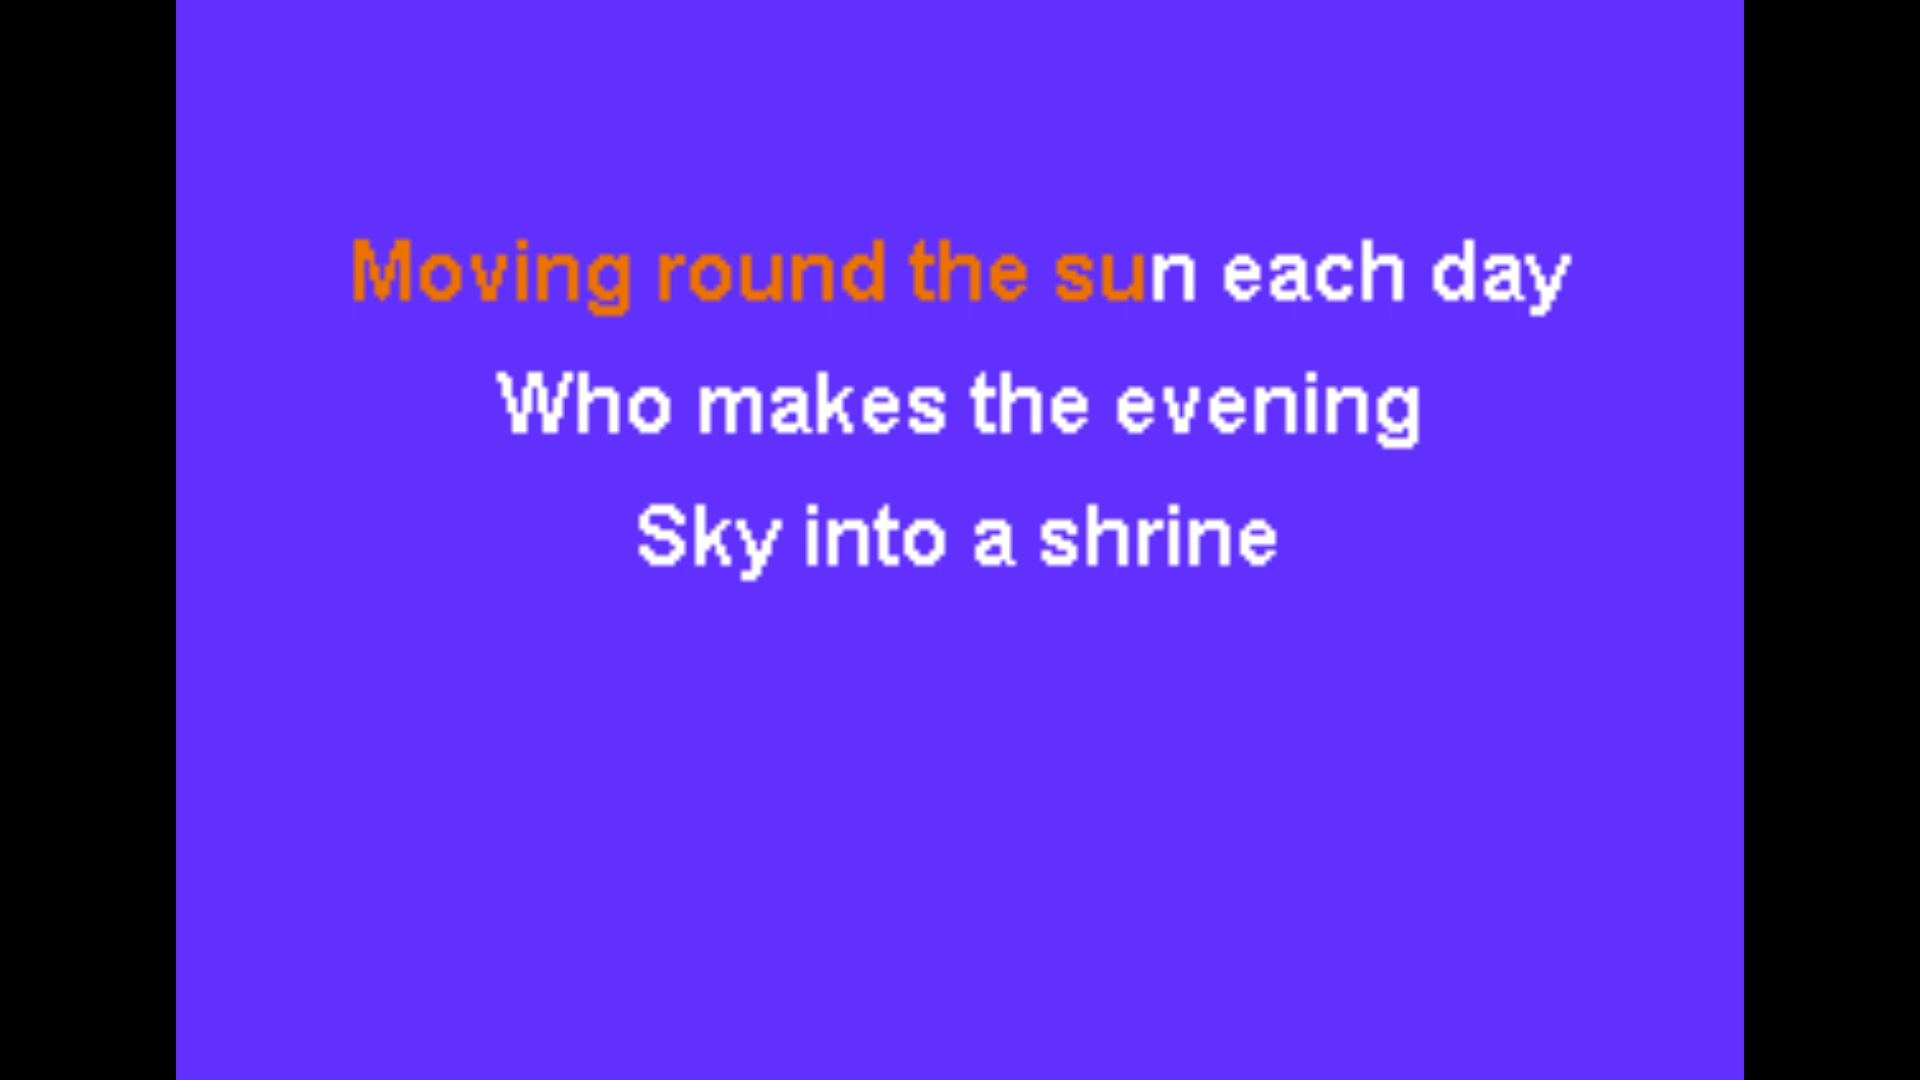 Moving round the sun each day
Who makes the evening
Sky into a shrine